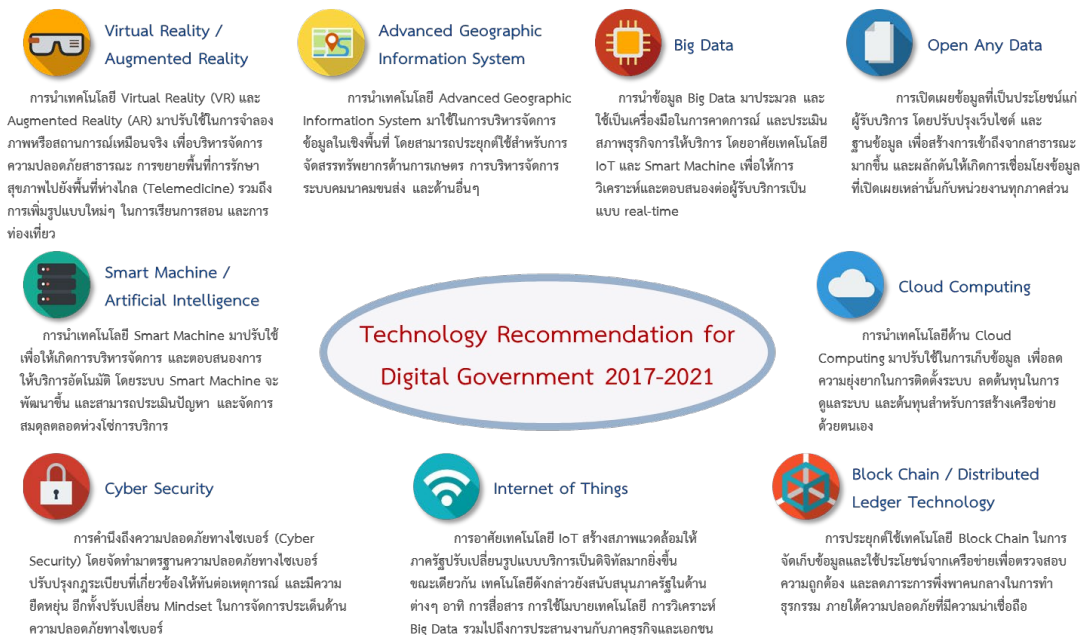 Virtual Reality /
Augmented Reality
การนำเทคโนโลยี Virtual Reality (VR) และ
Augmented Reality (AR) มาปรับใช้ในการจำลอง
ภาพหรือสถานการณ์เหมือนจริง เพื่อบริหารจัดการ
ความปลอดภัยสาธารณะ การขยายพื้นที่การรักษา
สุขภาพไปยังพื้นที่ห่างไกล (Telemedicine) รวมถึง
การเพิ่มรูปแบบใหม่ๆ ในการเรียนการสอน และการ
ท่องเที่ยว
Advanced Geographic
Information System
การนำเทคโนโลยี Advanced Geographic
Information System มาใช้ในการบริหารจัดการ
ข้อมูลในเชิงพื้นที่ โดยสามารถประยุกต์ใช้สำหรับการ
จัดสรรทรัพยากรด้านการเกษตร การบริหารจัดการ
ระบบคมนาคมขนส่ง และด้านอื่นๆ
Big Data
การนำข้อมูล Big Data มาประมวล และ
ใช้เป็นเครื่องมือในการคาดการณ์ และประเมิน
สภาพธุรกิจการให้บริการ โดยอาศัยเทคโนโลยี
IoT และ Smart Machine เพื่อให้การ
วิเคราะห์และตอบสนองต่อผู้รับบริการเป็น
แบบ real-time
Open Any Data
การเปิดเผยข้อมูลที่เป็นประโยชน์แก่
ผู้รับบริการ โดยปรับปรุงเว็บไซต์ และ
ฐานข้อมูล เพื่อสร้างการเข้าถึงจากสาธารณะ
มากขึ้น และผลักดันให้เกิดการเชื่อมโยงข้อมูล
ที่เปิดเผยเหล่านั้นกับหน่วยงานทุกภาคส่วน
Smart Machine /
Artificial Intelligence
การนำเทคโนโลยี Smart Machine มาปรับใช้
เพื่อให้เกิดการบริหารจัดการ และตอบสนองการ
ให้บริการอัตโนมัติ โดยระบบ Smart Machine จะ
พัฒนาขึ้น และสามารถประเมินปัญหา และจัดการ
สมดุลตลอดห่วงโซ่การบริการ
Technology Recommendation for
Digital Government 2017-2021
Cloud Computing
การนำเทคโนโลยีด้าน Cloud
Computing มาปรับใช้ในการเก็บข้อมูล เพื่อลด
ความยุ่งยากในการติดตั้งระบบ ลดต้นทุนในการ
ดูแลระบบ และต้นทุนสำหรับการสร้างเครือข่าย
ด้วยตนเอง
Cyber Security
การคำนึงถึงความปลอดภัยทางไซเบอร์ (Cyber
Security) โดยจัดทำมาตรฐานความปลอดภัยทางไซเบอร์
ปรับปรุงกฎระเบียบที่เกี่ยวข้องให้ทันต่อเหตุการณ์ และมีความ
ยืดหยุ่น อีกทั้งปรับเปลี่ยน Mindset ในการจัดการประเด็นด้าน
ความปลอดภัยทางไซเบอร์
Internet of Things
การอาศัยเทคโนโลยี IoT สร้างสภาพแวดล้อมให้
ภาครัฐปรับเปลี่ยนรูปแบบบริการเป็นดิจิทัลมากยิ่งขึ้น
ขณะเดียวกัน เทคโนโลยีดังกล่าวยังสนับสนุนภาครัฐในด้าน
ต่างๆ อาทิ การสื่อสาร การใช้โมบายเทคโนโลยี การวิเคราะห์
Big Data รวมไปถึงการประสานงานกับภาคธุรกิจและเอกชน
Block Chain / Distributed
Ledger Technology
การประยุกต์ใช้เทคโนโลยี Block Chain ในการ
จัดเก็บข้อมูลและใช้ประโยชน์จากเครือข่ายเพื่อตรวจสอบ
ความถูกต้อง และลดภาระการพึ่งพาคนกลางในการทำ
ธุรกรรม ภายใต้ความปลอดภัยที่มีความน่าเชื่อถือ